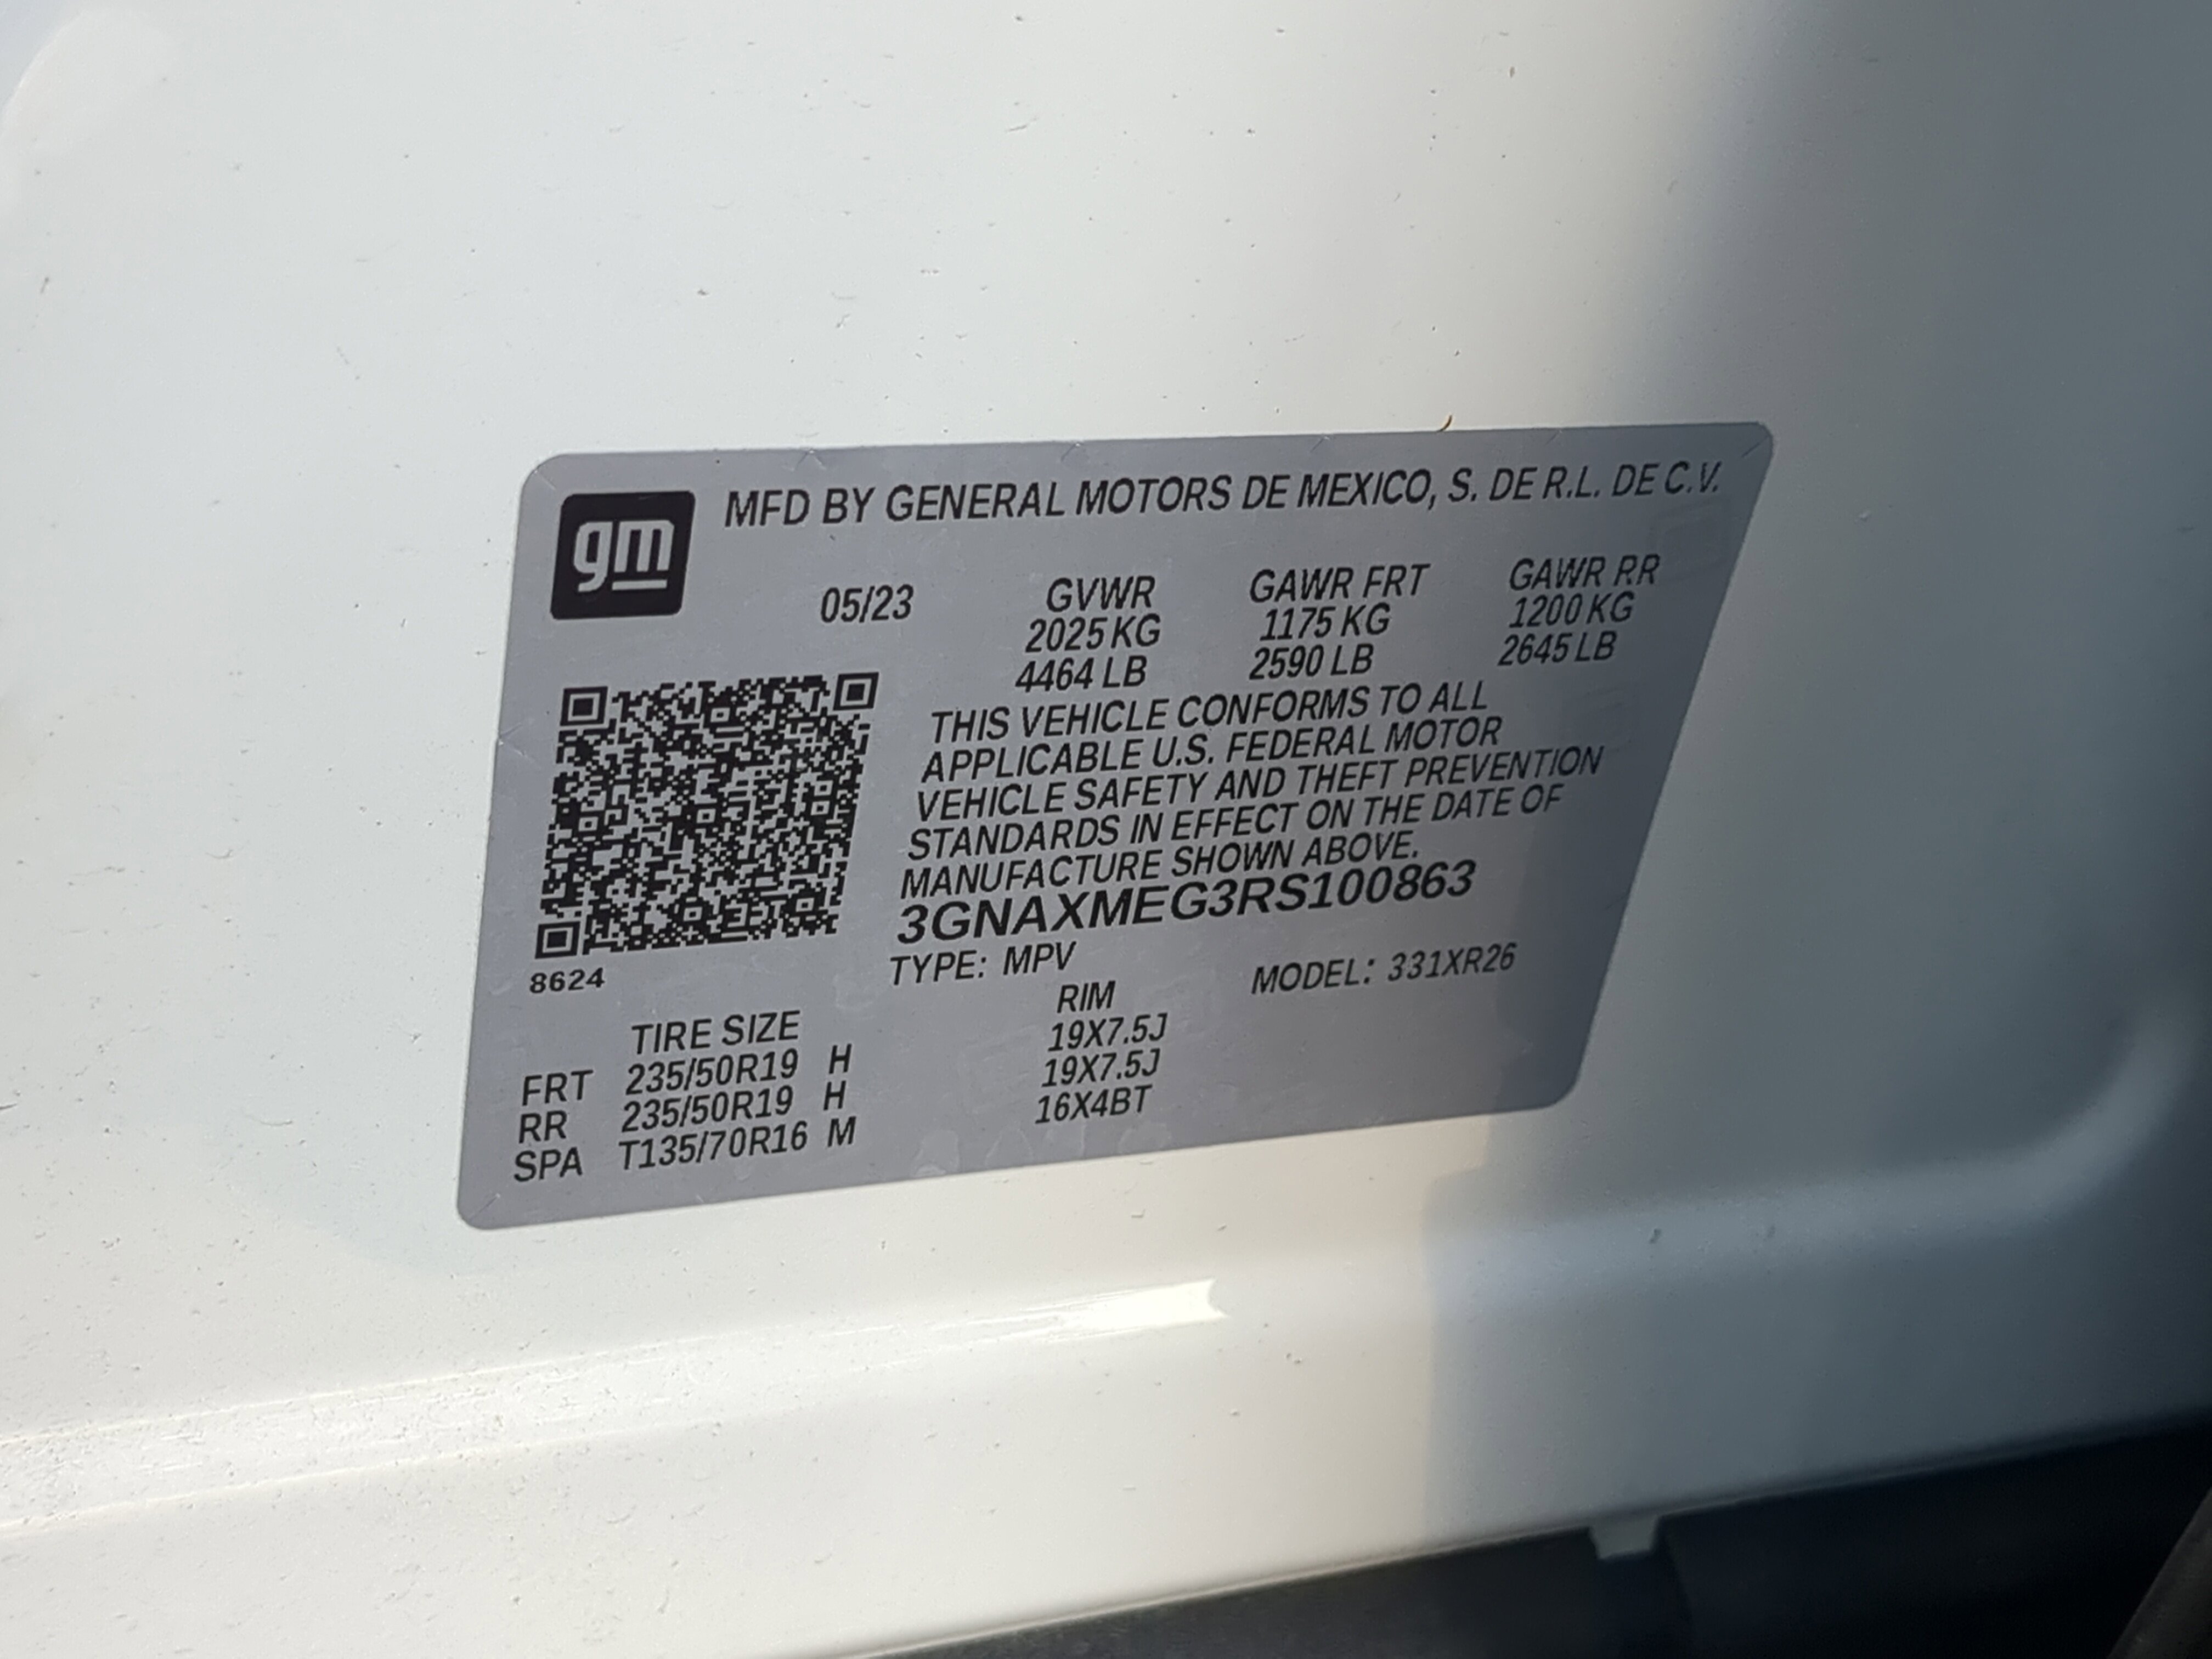 gm
MFD BY GENERAL MOTORS DE MEXICO, S. DE R.L. DE C.V.
05/23 GVWR GAWR FRT GAWR RR
2025 KG 1175 KG 1200 KG
4464 LB 2590 LB 2645 LB
THIS VEHICLE CONFORMS TO ALL
APPLICABLE U.S. FEDERAL MOTOR
VEHICLE SAFETY AND THEFT PREVENTION
STANDARDS IN EFFECT ON THE DATE OF
MANUFACTURE SHOWN ABOVE.
3GNAXMEG3RS100863
8624
TYPE: MPV MODEL: 331XR26
TIRE SIZE RIM
FRT 235/50R19 H 19X7.5J
RR 235/50R19 H 19X7.5J
SPA T135/70R16 M 16X4BT